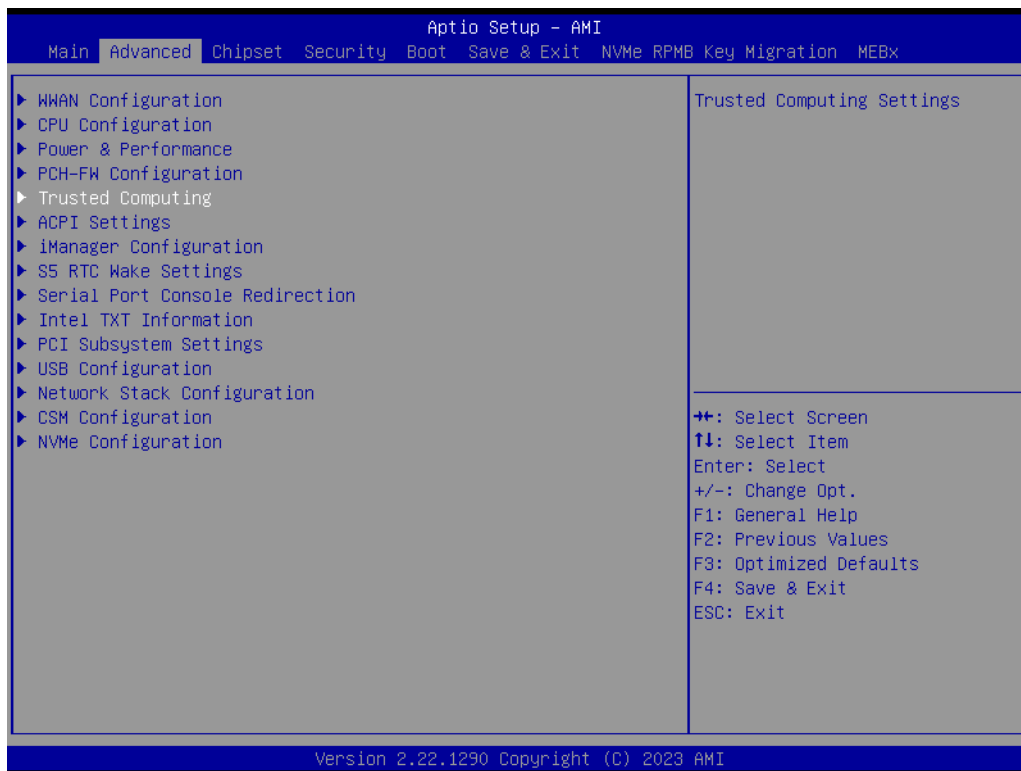 Aptio Setup – AMI
Main Advanced Chipset Security Boot Save & Exit NVMe RPMB Key Migration MEBx
▶ WWAN Configuration
▶ CPU Configuration
▶ Power & Performance
▶ PCH-FW Configuration
▶ Trusted Computing
▶ ACPI Settings
▶ iManager Configuration
▶ S5 RTC Wake Settings
▶ Serial Port Console Redirection
▶ Intel TXT Information
▶ PCI Subsystem Settings
▶ USB Configuration
▶ Network Stack Configuration
▶ CSM Configuration
▶ NVMe Configuration
Trusted Computing Settings
→←: Select Screen
↑↓: Select Item
Enter: Select
+/-: Change Opt.
F1: General Help
F2: Previous Values
F3: Optimized Defaults
F4: Save & Exit
ESC: Exit
Version 2.22.1290 Copyright (C) 2023 AMI